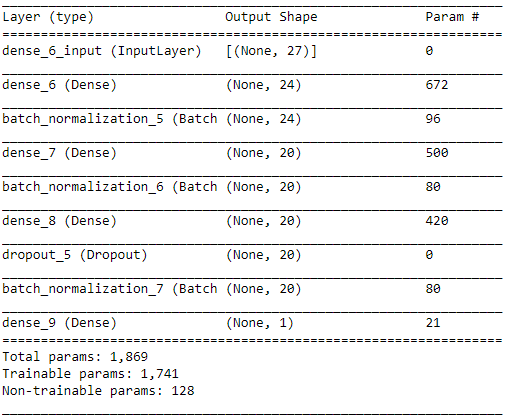 Layer (type) Output Shape Param #
dense_6_input (InputLayer) [(None, 27)] 0
dense_6 (Dense) (None, 24) 672
batch_normalization_5 (Batch (None, 24) 96
dense_7 (Dense) (None, 20) 500
batch_normalization_6 (Batch (None, 20) 80
dense_8 (Dense) (None, 20) 420
dropout_5 (Dropout) (None, 20) 0
batch_normalization_7 (Batch (None, 20) 80
dense_9 (Dense) (None, 1) 21
Total params: 1,869
Trainable params: 1,741
Non-trainable params: 128